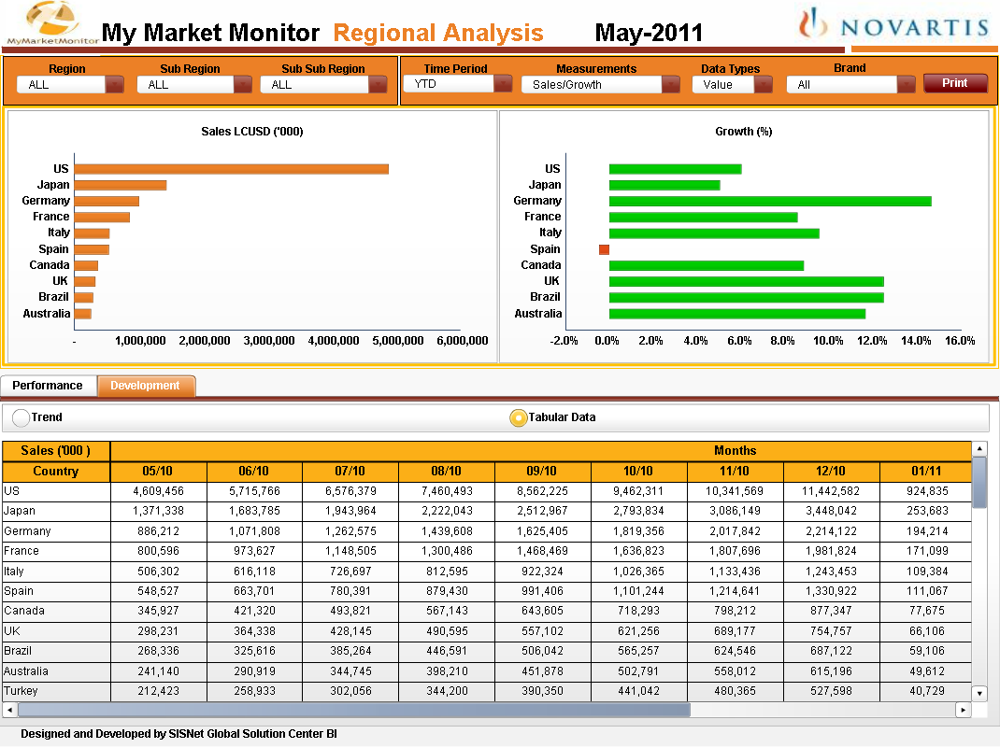 MyMarketMonitor
My Market Monitor Regional Analysis May-2011
NOVARTIS
Region Sub Region Sub Sub Region Time Period Measurements Data Types Brand
ALL ALL ALL YTD Sales/Growth Value All Print
Sales LCUSD ('000)
US
Japan
Germany
France
Italy
Spain
Canada
UK
Brazil
Australia
- 1,000,000 2,000,000 3,000,000 4,000,000 5,000,000 6,000,000
Growth (%)
US
Japan
Germany
France
Italy
Spain
Canada
UK
Brazil
Australia
-2.0% 0.0% 2.0% 4.0% 6.0% 8.0% 10.0% 12.0% 14.0% 16.0%
Performance Development
Trend Tabular Data
Sales ('000 ) Months
Country 05/10 06/10 07/10 08/10 09/10 10/10 11/10 12/10 01/11
US 4,609,456 5,715,766 6,576,379 7,460,493 8,562,225 9,462,311 10,341,569 11,442,582 924,835
Japan 1,371,338 1,683,785 1,943,964 2,222,043 2,512,967 2,793,834 3,086,149 3,448,042 253,683
Germany 886,212 1,071,808 1,262,575 1,439,608 1,625,405 1,819,356 2,017,842 2,214,122 194,214
France 800,596 973,627 1,148,505 1,300,486 1,468,469 1,636,823 1,807,696 1,981,824 171,099
Italy 506,302 616,118 726,697 812,595 922,324 1,026,365 1,133,436 1,243,453 109,384
Spain 548,527 663,701 780,391 879,430 991,406 1,101,244 1,214,641 1,330,922 111,067
Canada 345,927 421,320 493,821 567,143 643,605 718,293 798,212 877,347 77,675
UK 298,231 364,338 428,145 490,595 557,102 621,256 689,177 754,757 66,106
Brazil 268,336 325,616 385,264 446,591 506,042 565,257 624,546 687,122 59,106
Australia 241,140 290,919 344,745 398,210 451,878 502,791 558,012 615,196 49,612
Turkey 212,423 258,933 302,056 344,200 390,350 441,042 480,365 527,598 40,729
Designed and Developed by SISNet Global Solution Center BI